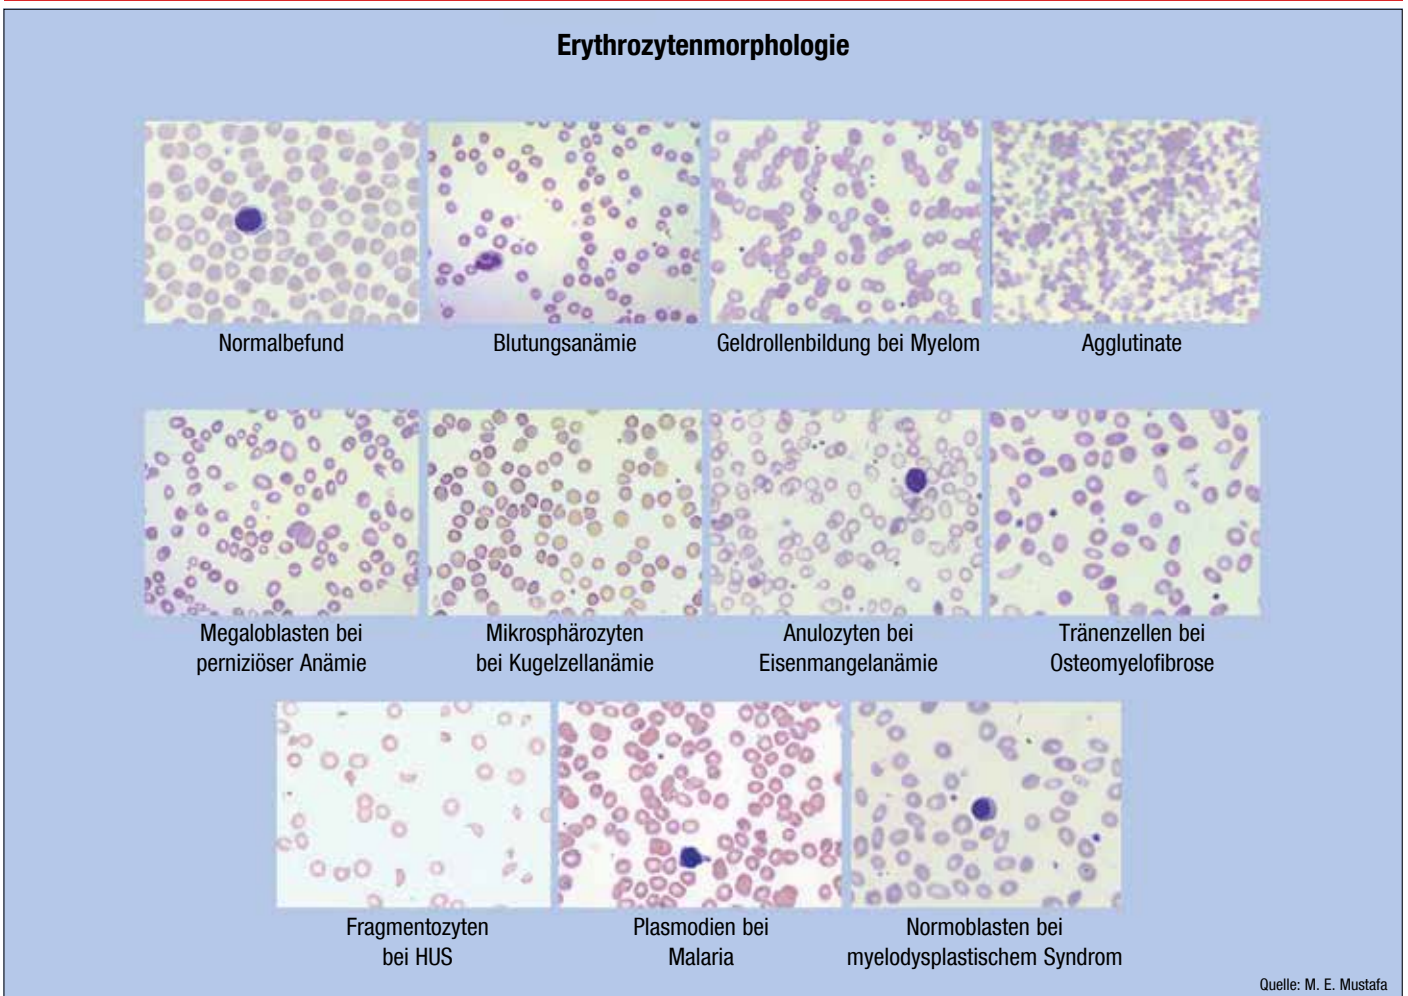 Erythrozytenmorphologie
Normalbefund
Blutungsanämie
Geldrollenbildung bei Myelom
Agglutinate
Megaloblasten bei
perniziöser Anämie
Mikrosphärozyten
bei Kugelzellanämie
Anulozyten bei
Eisenmangelanämie
Tränenzellen bei
Osteomyelofibrose
Fragmentozyten
bei HUS
Plasmodien bei
Malaria
Normoblasten bei
myelodysplastischem Syndrom
Quelle: M. E. Mustafa